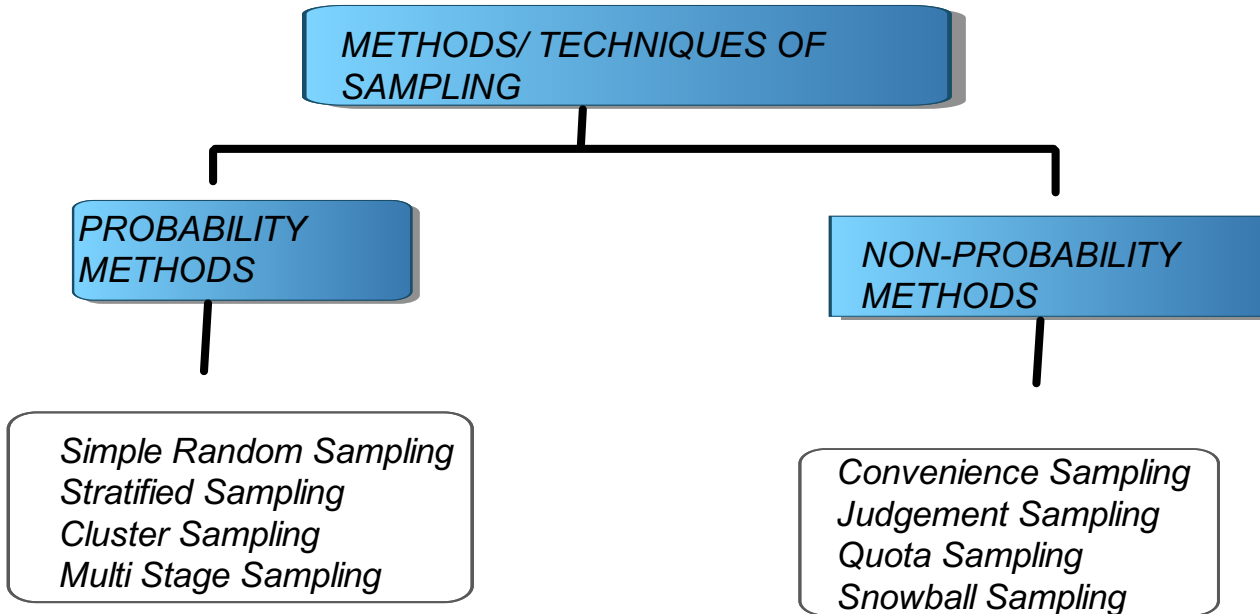 METHODS/ TECHNIQUES OF
SAMPLING
PROBABILITY
METHODS
NON-PROBABILITY
METHODS
Simple Random Sampling
Stratified Sampling
Cluster Sampling
Multi Stage Sampling
Convenience Sampling
Judgement Sampling
Quota Sampling
Snowball Sampling